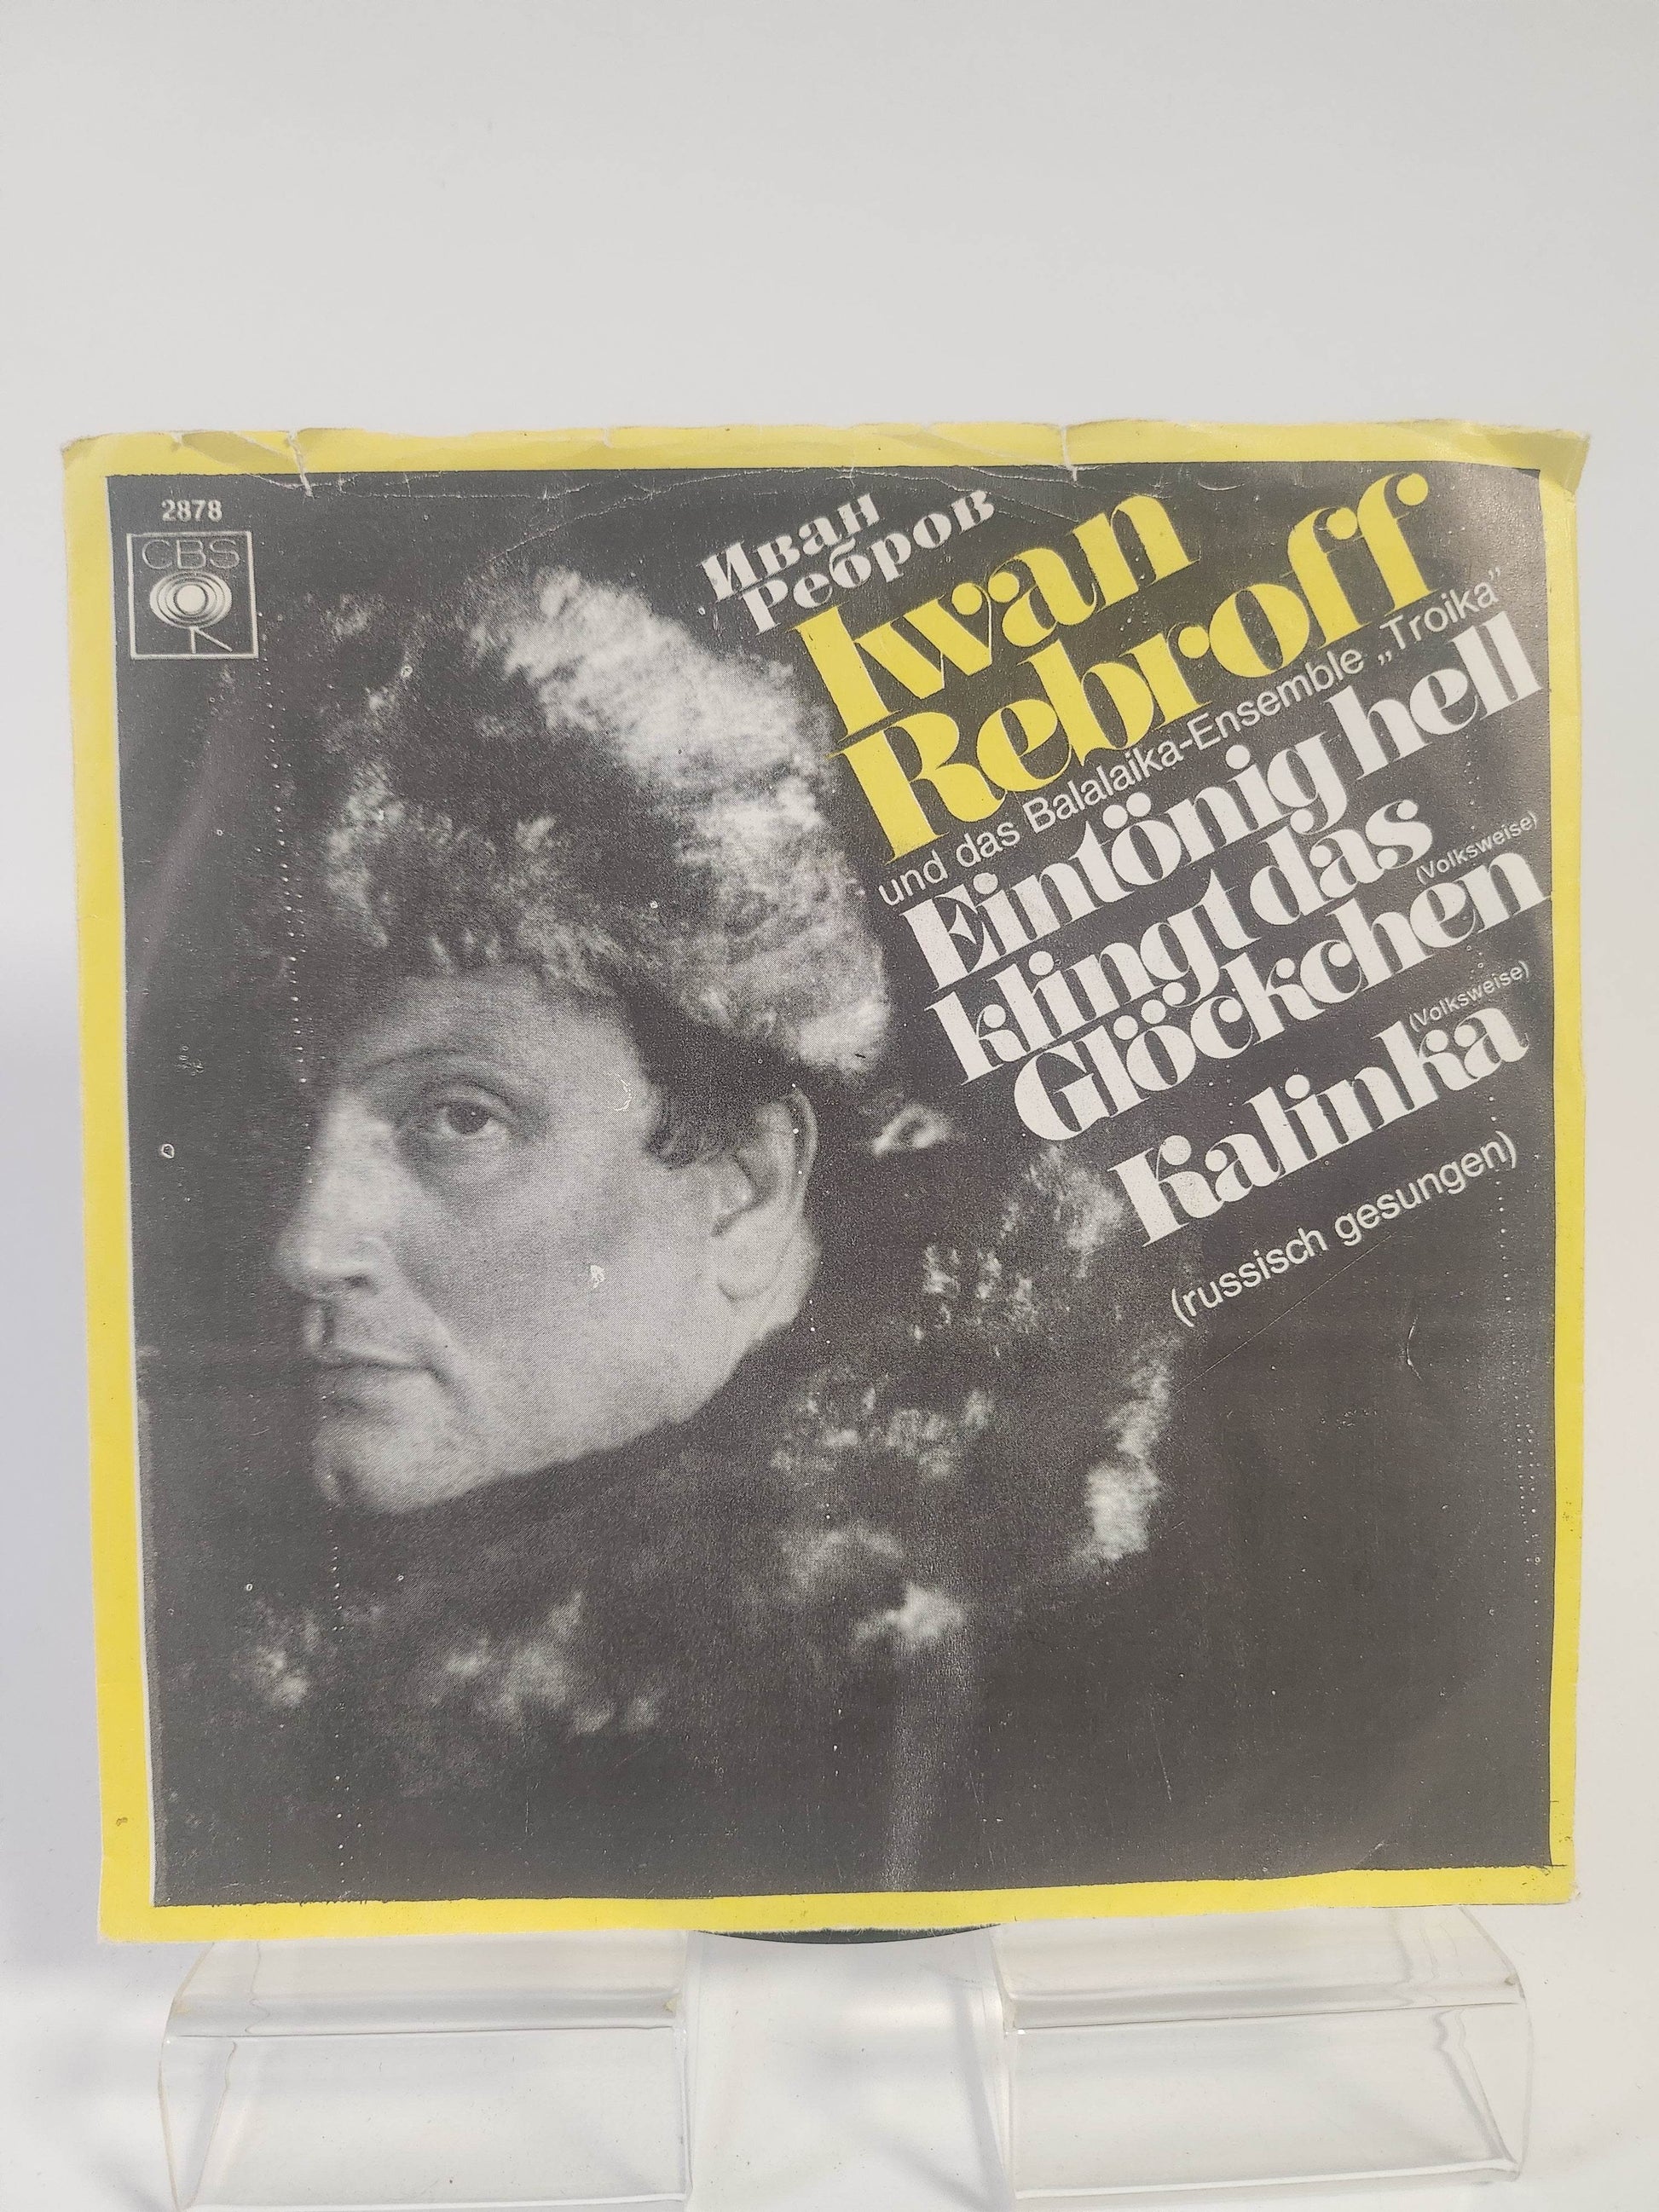 2878
CBS
Иван
Ребров
Iwan
Rebroff
und das Balalaika-Ensemble „Troika”
Eintönig hell
klingt das
(Volksweise)
Glöckchen
(Volksweise)
Kalinka
(russisch gesungen)